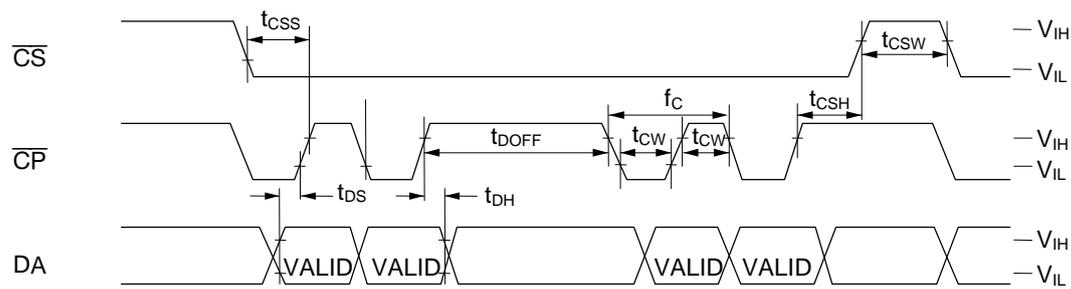 tCSS
VIH
CS
tCSW
VIL
fC
tCSH
CP
tDOFF
tCW
tCW
VIH
VIL
tDS
tDH
DA
VALID
VALID
VALID
VALID
VIH
VIL